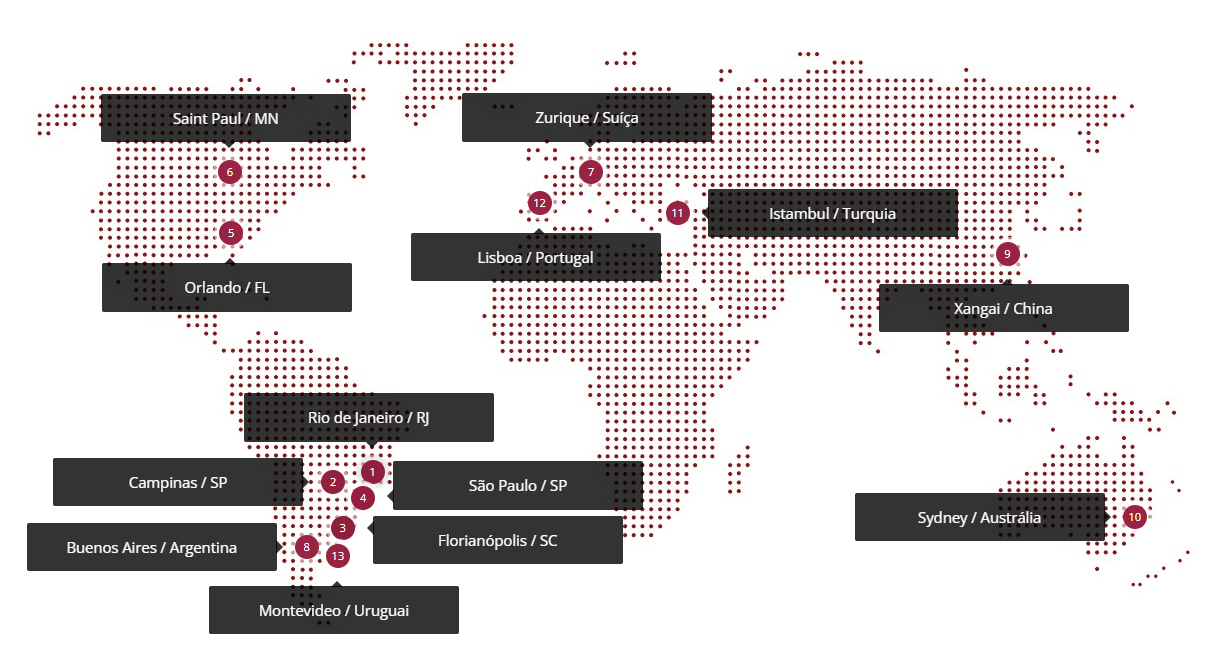 Saint Paul / MN
6
5
Orlando / FL
Zurique / Suíça
7
12
Lisboa / Portugal
11
Istambul / Turquia
9
Xangai / China
Rio de Janeiro / RJ
1
Campinas / SP
2
4
São Paulo / SP
3
Florianópolis / SC
Buenos Aires / Argentina
8
13
Montevideo / Uruguai
Sydney / Austrália
10